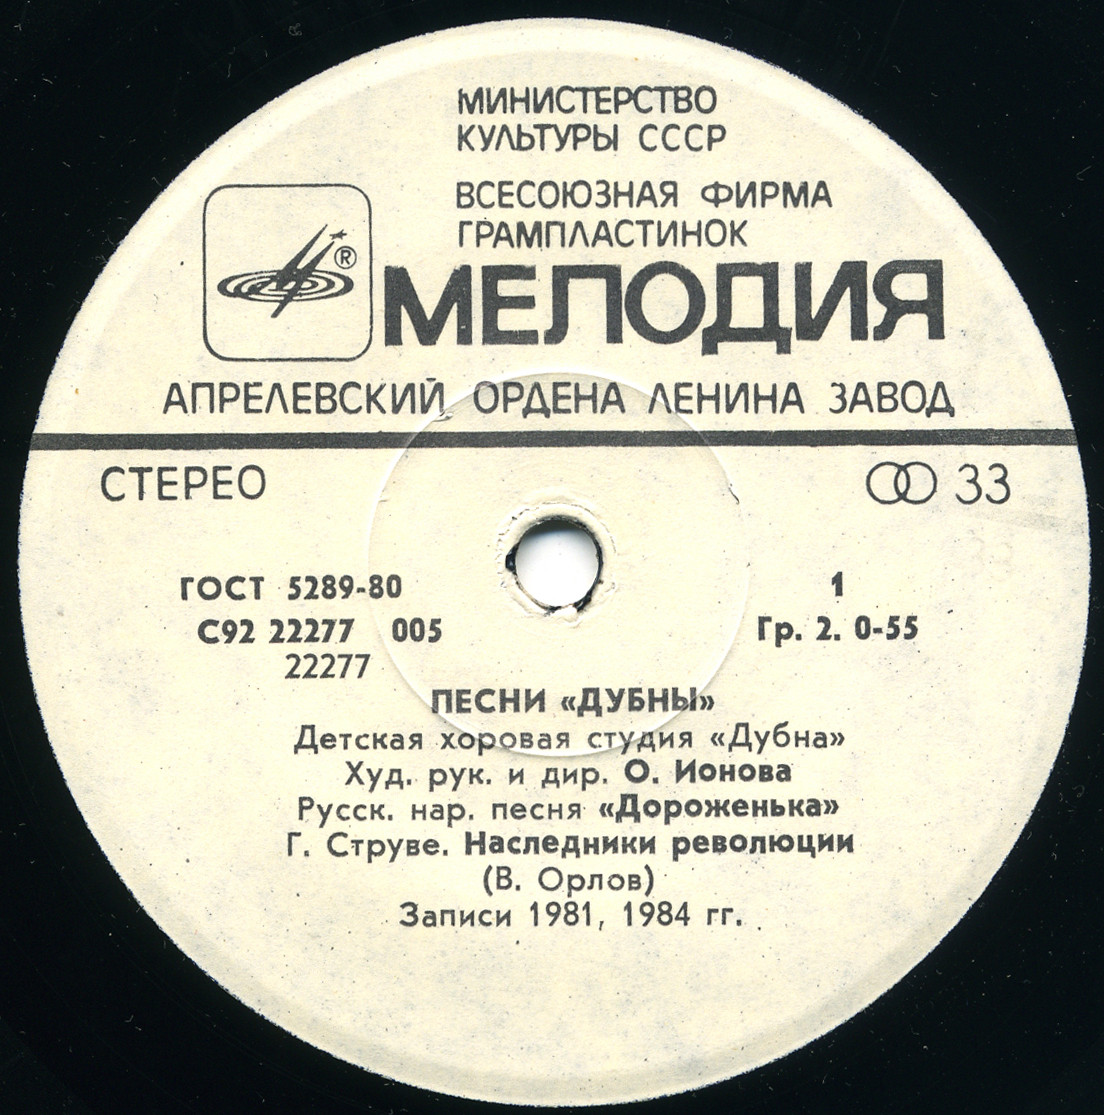 МИНИСТЕРСТВО
КУЛЬТУРЫ СССР
ВСЕСОЮЗНАЯ ФИРМА
ГРАМПЛАСТИНОК
®
МЕЛОДИЯ
АПРЕЛЕВСКИЙ ОРДЕНА ЛЕНИНА ЗАВОД
СТЕРЕО 33
ГОСТ 5289-80 1
С92 22277 005 Гр. 2. 0-55
22277
ПЕСНИ «ДУБНЫ»
Детская хоровая студия «Дубна»
Худ. рук. и дир. О. Ионова
Русск. нар. песня «Дороженька»
Г. Струве. Наследники революции
(В. Орлов)
Записи 1981, 1984 гг.